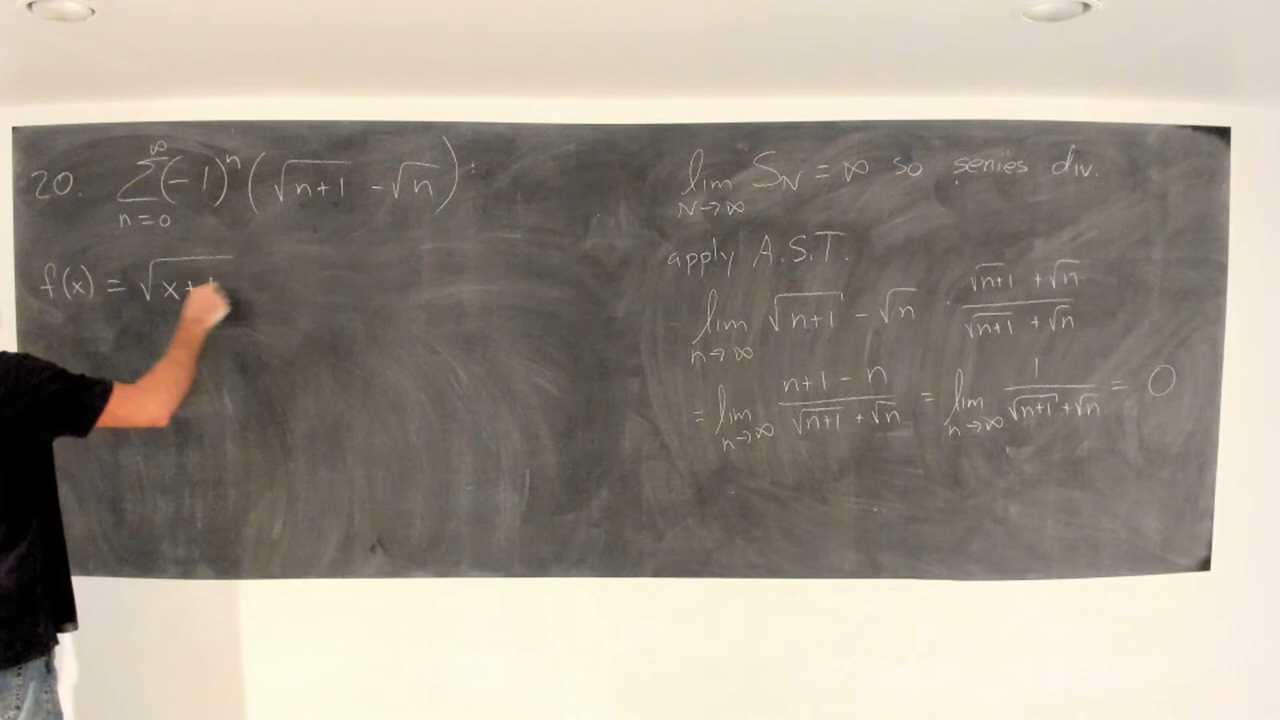 20. ∞ Σ n=0 (-1)^n (√(n+1) - √n) :
f(x) = √(x+1
lim N→∞ S_N = ∞ so series div.
apply A.S.T.
lim n→∞ √(n+1) - √n · (√(n+1) + √n)/(√(n+1) + √n)
= lim n→∞ (n+1-n)/(√(n+1) + √n) = lim n→∞ 1/(√(n+1) + √n) = 0